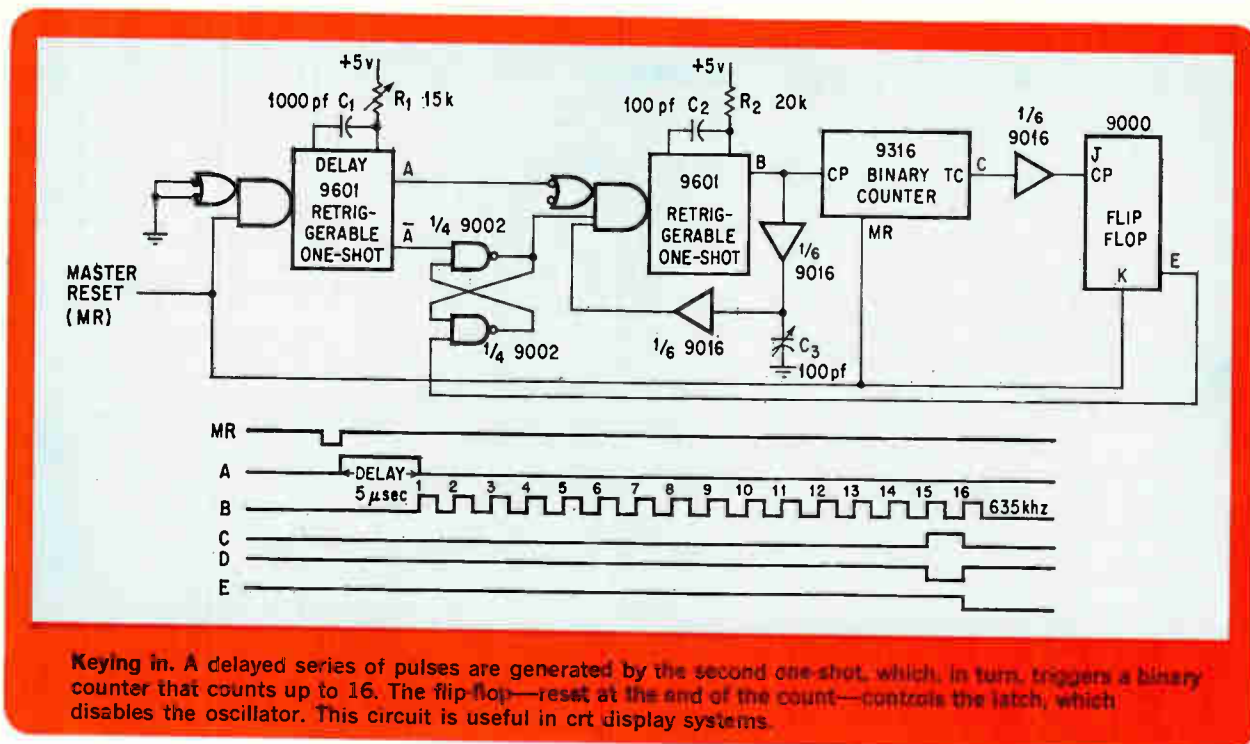 +5v
1000 pf C1 R1 15k
DELAY
9601
RETRIG-
GERABLE
ONE-SHOT
A
A̅
1/4 9002
1/4 9002
MASTER
RESET
(MR)
+5v
100 pf C2 R2 20k
9601
RETRIG-
GERABLE
ONE-SHOT
B
1/6
9016
1/6 9016
C3
100pf
9316
CP BINARY TC
COUNTER
MR
C
1/6
9016
9000
J
CP
FLIP
FLOP
K
E
MR
A DELAY
5 μsec
B 1 2 3 4 5 6 7 8 9 10 11 12 13 14 15 16 635khz
C
D
E
Keying in. A delayed series of pulses are generated by the second one-shot, which, in turn, triggers a binary
counter that counts up to 16. The flip-flop—reset at the end of the count—controls the latch, which
disables the oscillator. This circuit is useful in crt display systems.